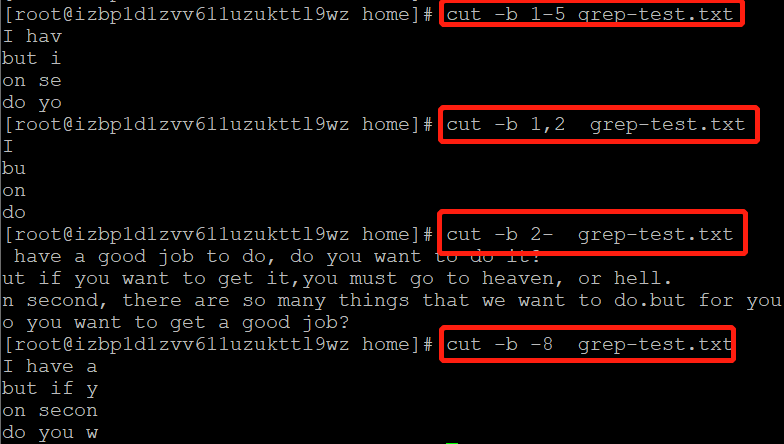 [root@izbp1d1zvv611uzukttl9wz home]# cut -b 1-5 grep-test.txt
I hav
but i
on se
do yo
[root@izbp1d1zvv611uzukttl9wz home]# cut -b 1,2  grep-test.txt
I
bu
on
do
[root@izbp1d1zvv611uzukttl9wz home]# cut -b 2-  grep-test.txt
 have a good job to do, do you want to do it?
ut if you want to get it,you must go to heaven, or hell.
n second, there are so many things that we want to do.but for you
o you want to get a good job?
[root@izbp1d1zvv611uzukttl9wz home]# cut -b -8  grep-test.txt
I have a
but if y
on secon
do you w